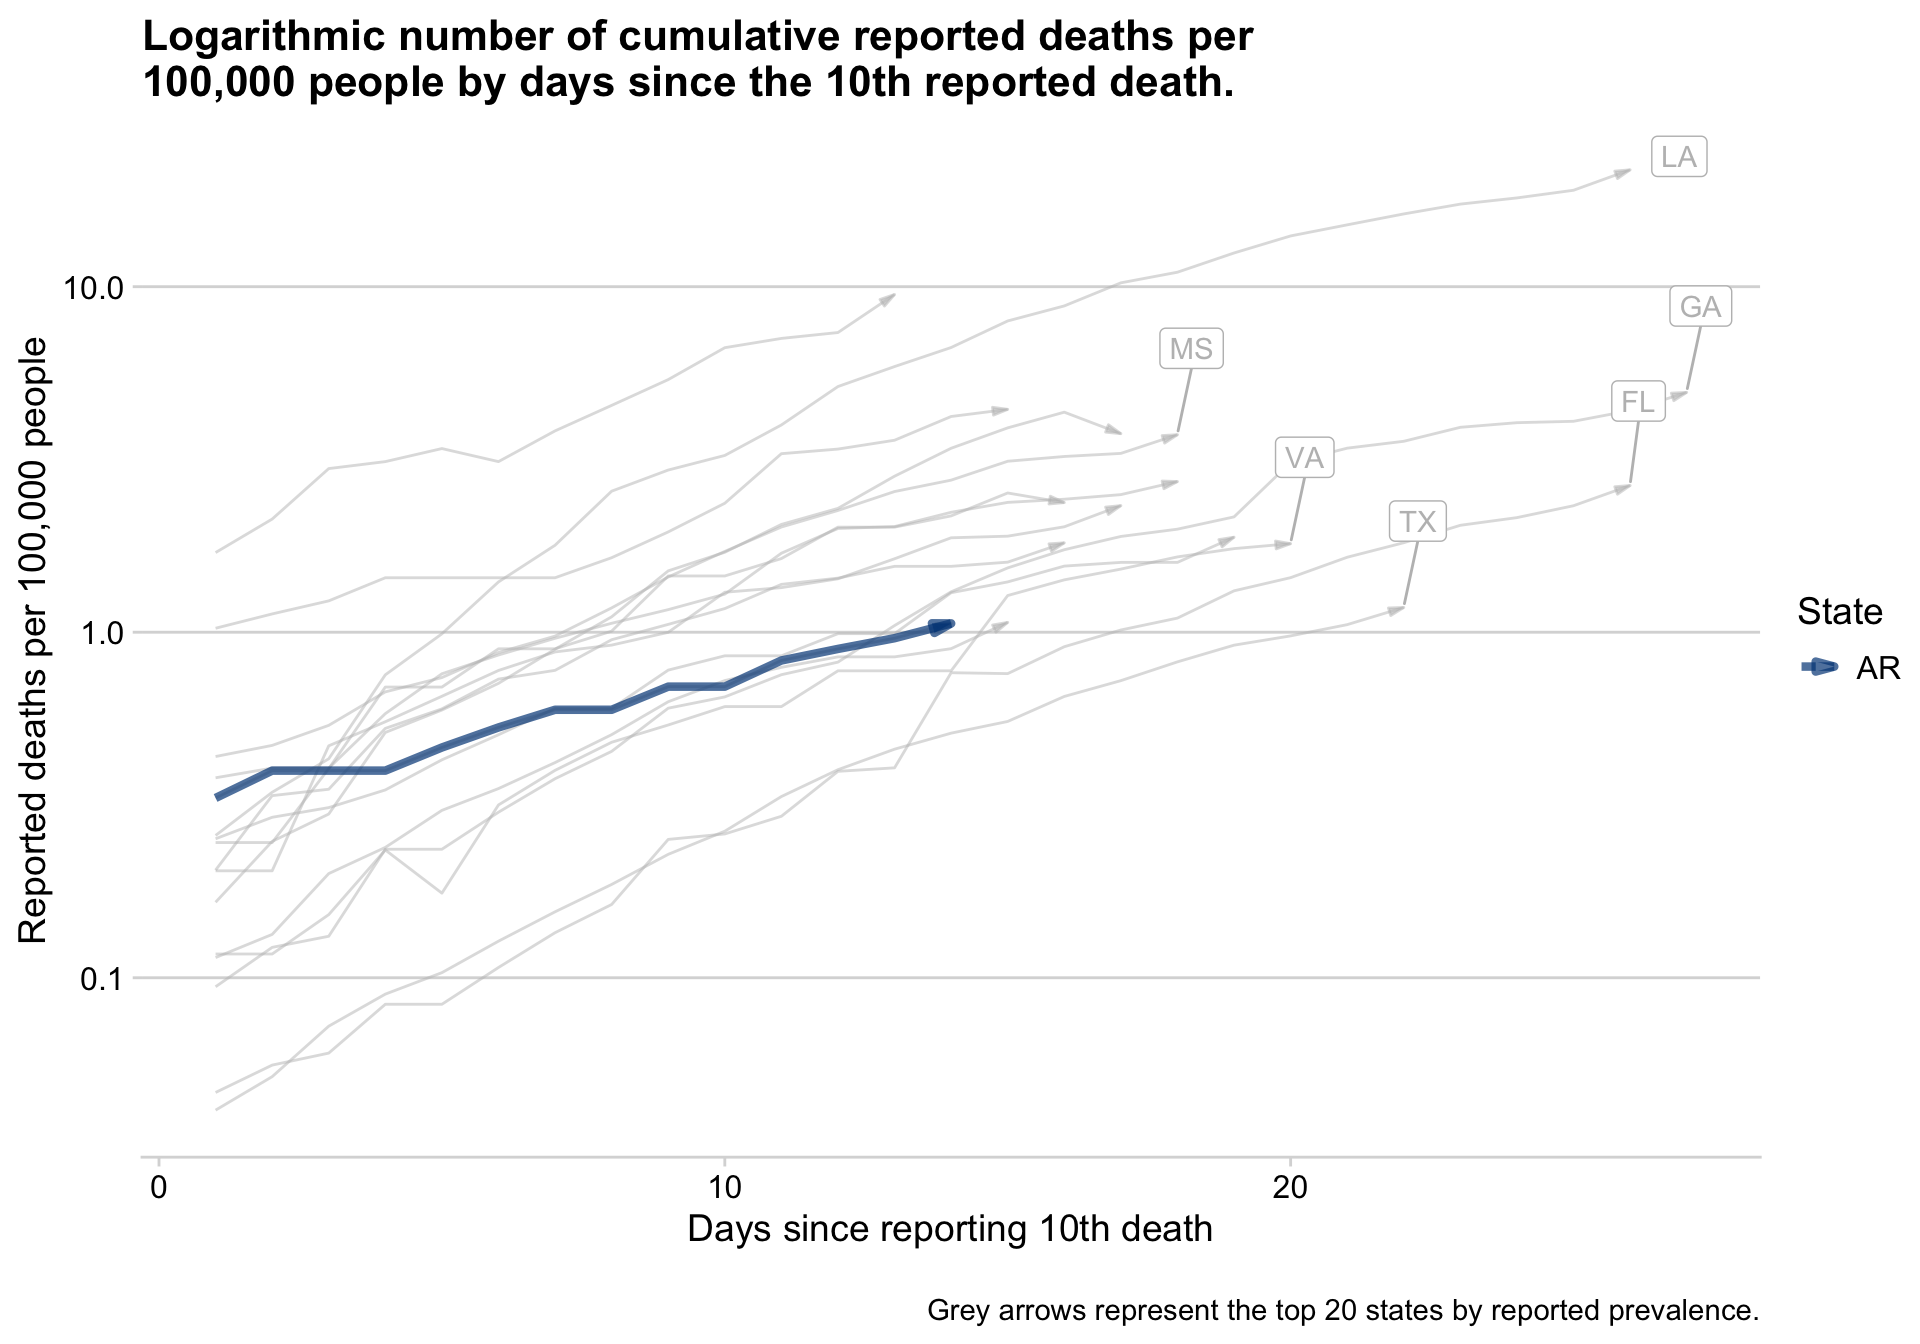 Logarithmic number of cumulative reported deaths per
100,000 people by days since the 10th reported death.
LA
10.0
GA
MS
FL
VA
TX
1.0
0.1
Reported deaths per 100,000 people
State
AR
0
10
20
Days since reporting 10th death
Grey arrows represent the top 20 states by reported prevalence.